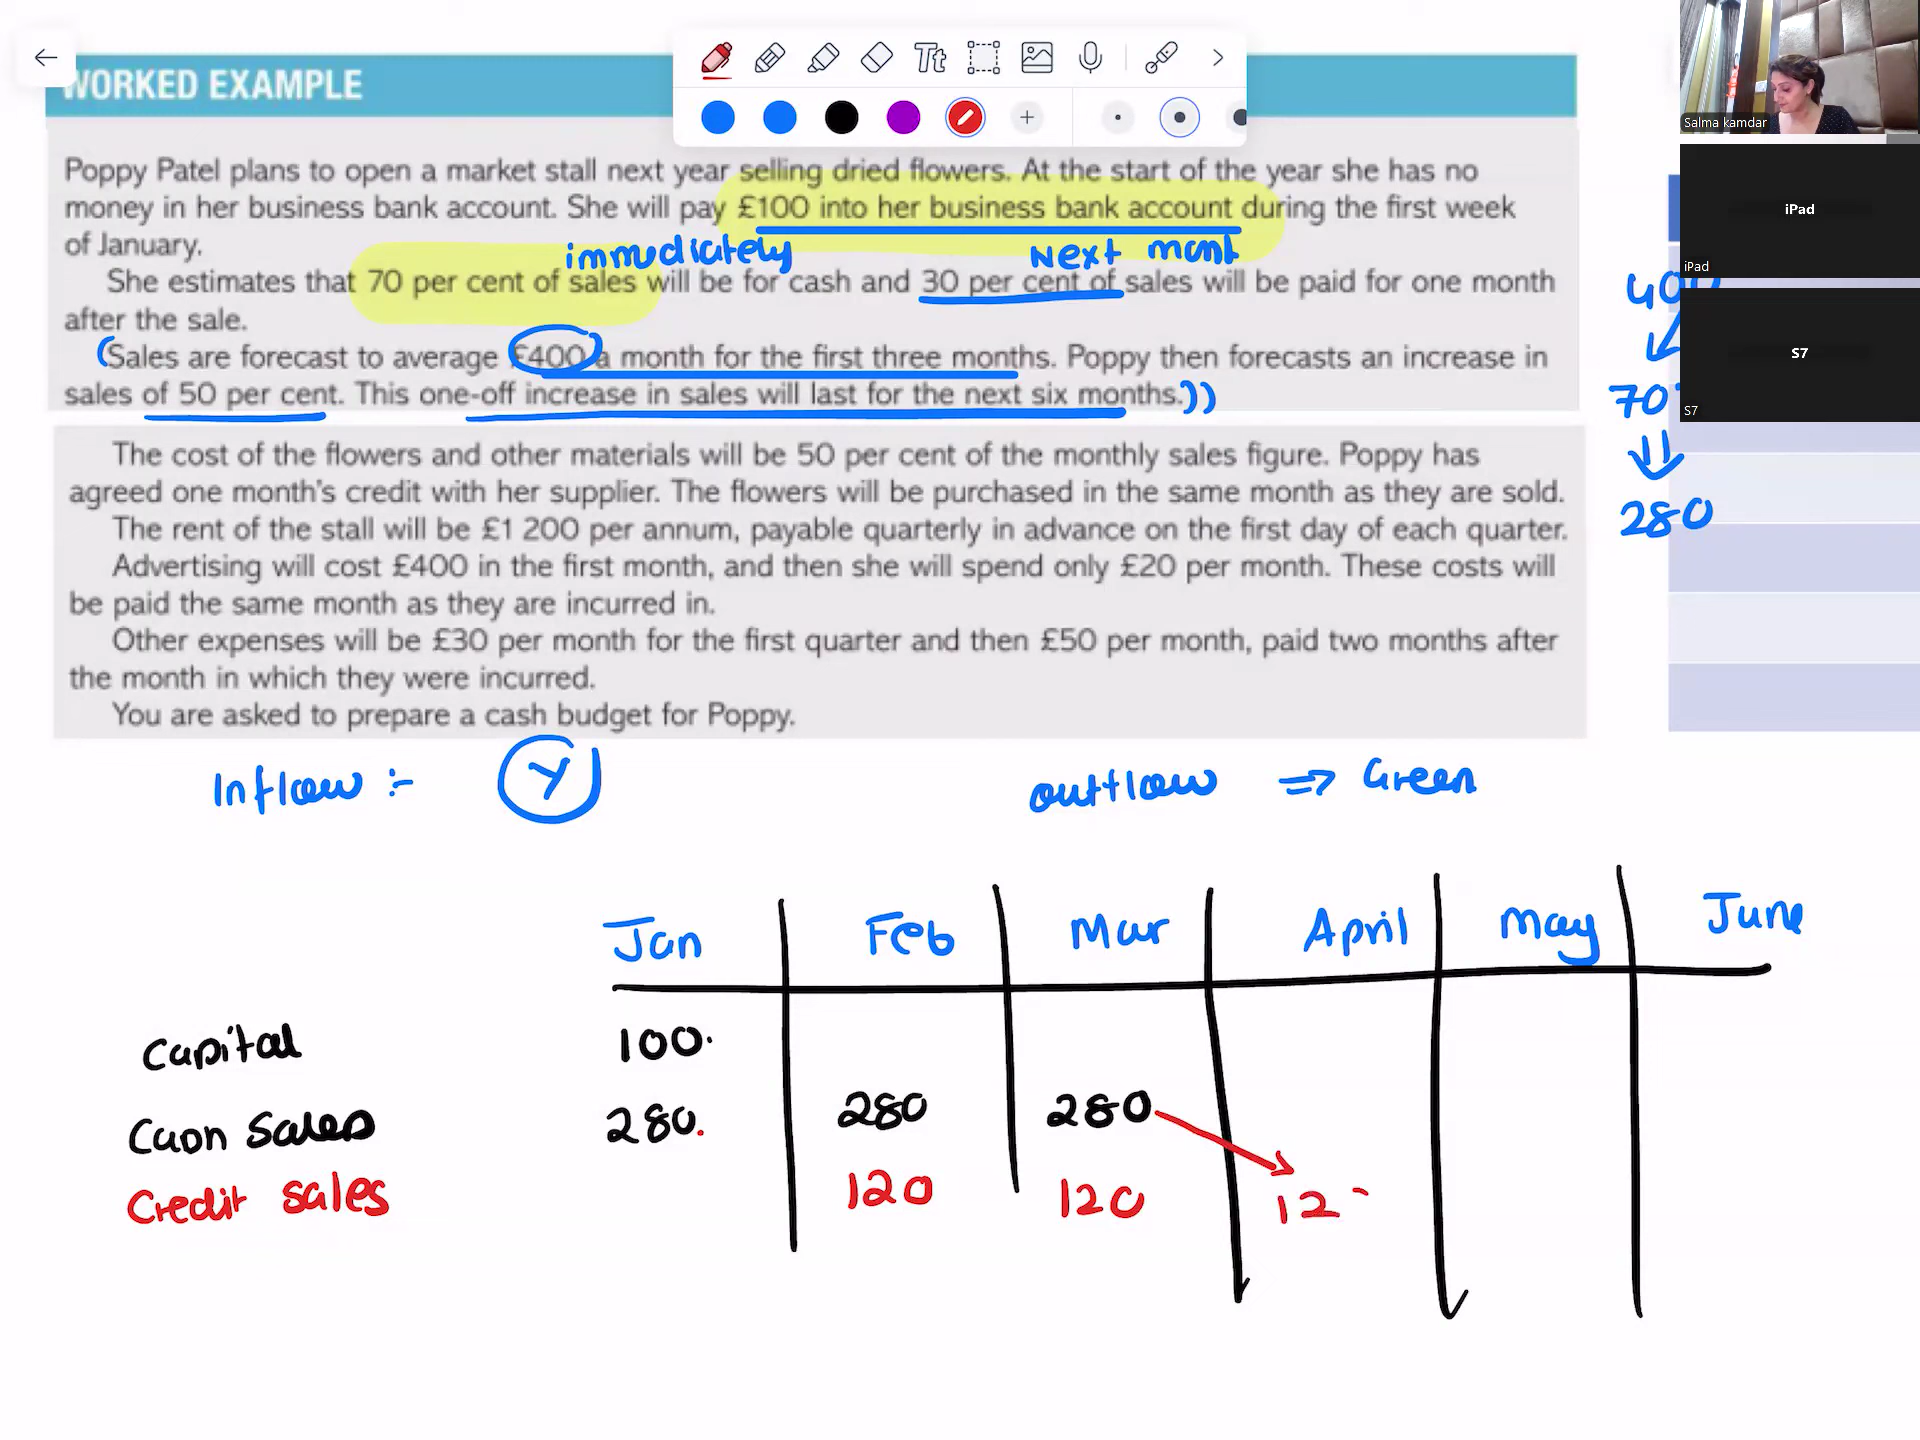 WORKED EXAMPLE
Tt
Salma kamdar
Poppy Patel plans to open a market stall next year selling dried flowers. At the start of the year she has no
money in her business bank account. She will pay £100 into her business bank account during the first week
of January.
immediately Next month
She estimates that 70 per cent of sales will be for cash and 30 per cent of sales will be paid for one month
after the sale.
(Sales are forecast to average £400 a month for the first three months. Poppy then forecasts an increase in
sales of 50 per cent. This one-off increase in sales will last for the next six months.))
iPad
iPad
S7
S7
400
70
280
The cost of the flowers and other materials will be 50 per cent of the monthly sales figure. Poppy has
agreed one month's credit with her supplier. The flowers will be purchased in the same month as they are sold.
The rent of the stall will be £1 200 per annum, payable quarterly in advance on the first day of each quarter.
Advertising will cost £400 in the first month, and then she will spend only £20 per month. These costs will
be paid the same month as they are incurred in.
Other expenses will be £30 per month for the first quarter and then £50 per month, paid two months after
the month in which they were incurred.
You are asked to prepare a cash budget for Poppy.
Inflow :- Y outflow => Green
Jan Feb Mar April May June
Capital 100.
Cash Sales 280. 280 280
Credit sales 120 120 12